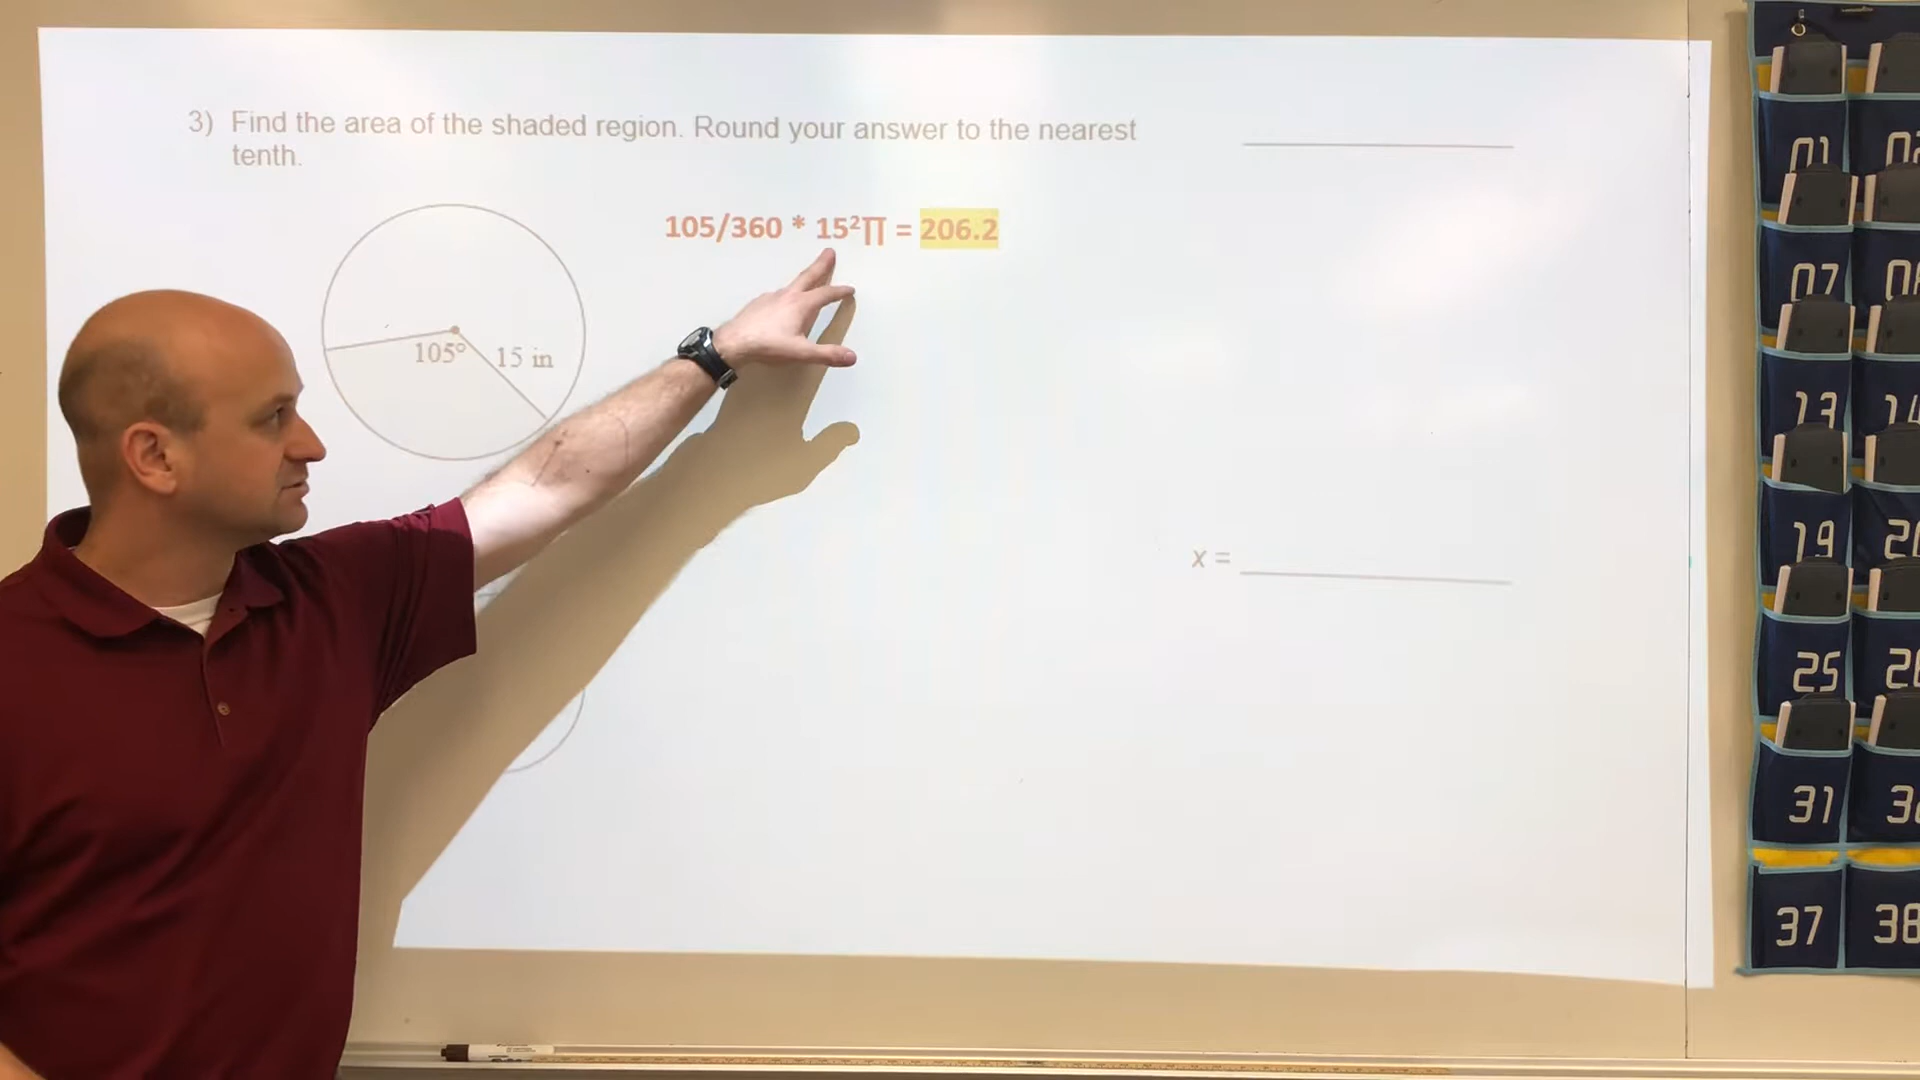 3) Find the area of the shaded region. Round your answer to the nearest
tenth.
105/360 * 15²∏ = 206.2
105°
15 in
x =
01
07
13
19
25
31
37
38